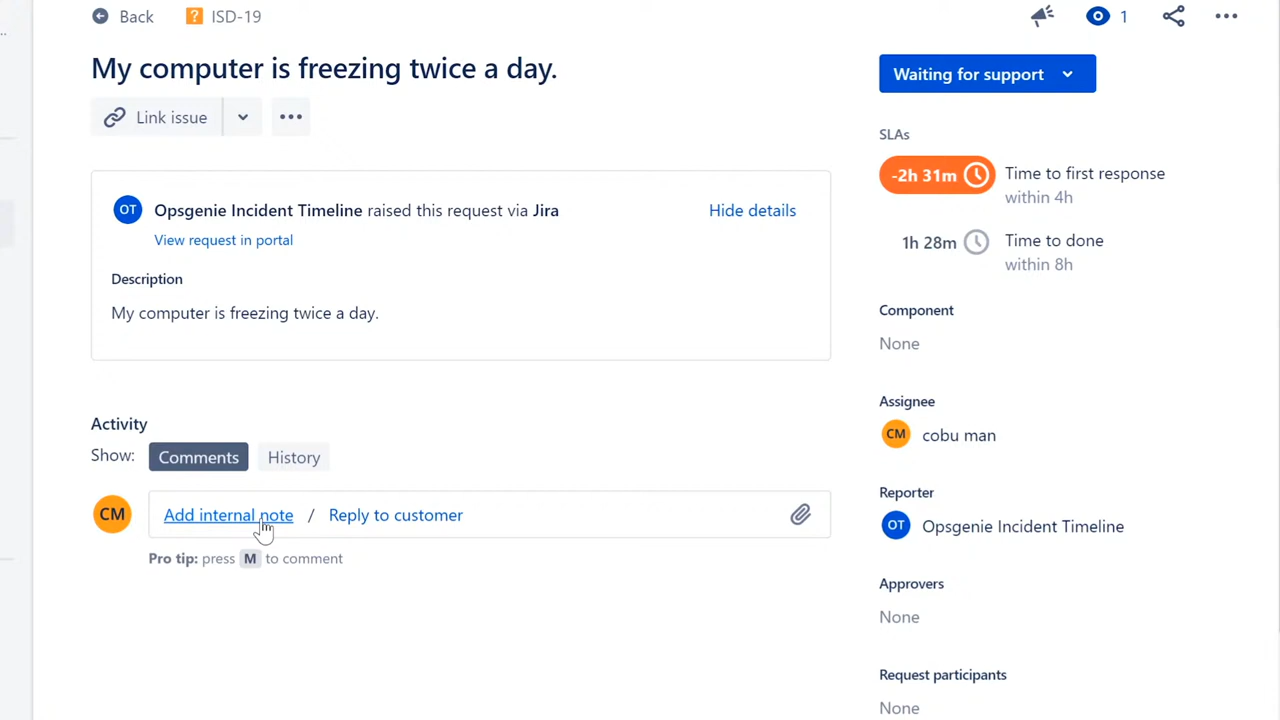 Back
? ISD-19
1
My computer is freezing twice a day.
Link issue
Waiting for support
SLAs
-2h 31m Time to first response
within 4h
1h 28m Time to done
within 8h
OT Opsgenie Incident Timeline raised this request via Jira
Hide details
View request in portal
Description
My computer is freezing twice a day.
Component
None
Activity
Show: Comments History
CM Add internal note / Reply to customer
Pro tip: press M to comment
Assignee
CM cobu man
Reporter
OT Opsgenie Incident Timeline
Approvers
None
Request participants
None